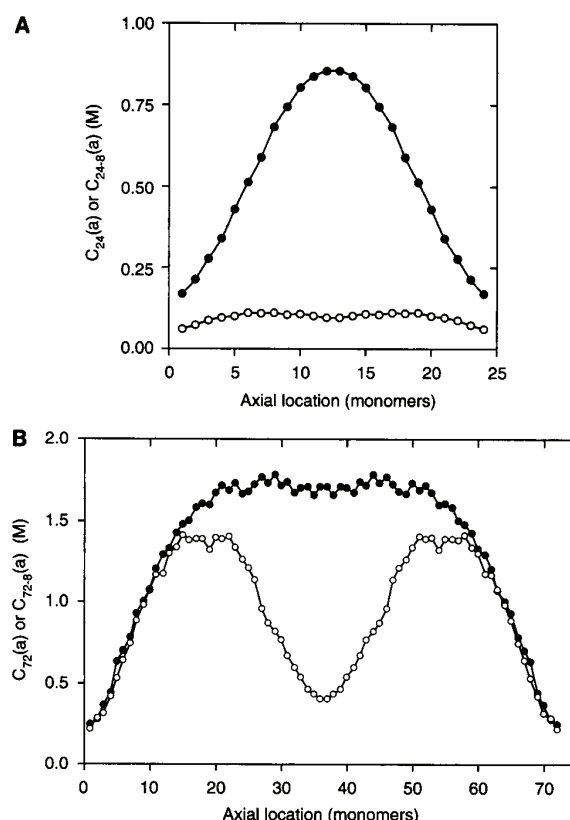 A
C₂₄(a) or C₂₄₋₈(a) (M)
1.00
0.75
0.50
0.25
0.00
0 5 10 15 20 25
Axial location (monomers)
B
C₇₂(a) or C₇₂₋₈(a) (M)
2.0
1.5
1.0
0.5
0.0
0 10 20 30 40 50 60 70
Axial location (monomers)